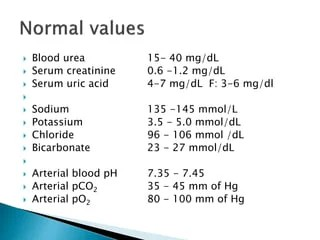 Normal values
Blood urea 15- 40 mg/dL
Serum creatinine 0.6 -1.2 mg/dL
Serum uric acid 4-7 mg/dL F: 3-6 mg/dl
Sodium 135 -145 mmol/L
Potassium 3.5 - 5.0 mmol/dL
Chloride 96 - 106 mmol /dL
Bicarbonate 23 - 27 mmol/dL
Arterial blood pH 7.35 - 7.45
Arterial pCO₂ 35 - 45 mm of Hg
Arterial pO₂ 80 - 100 mm of Hg